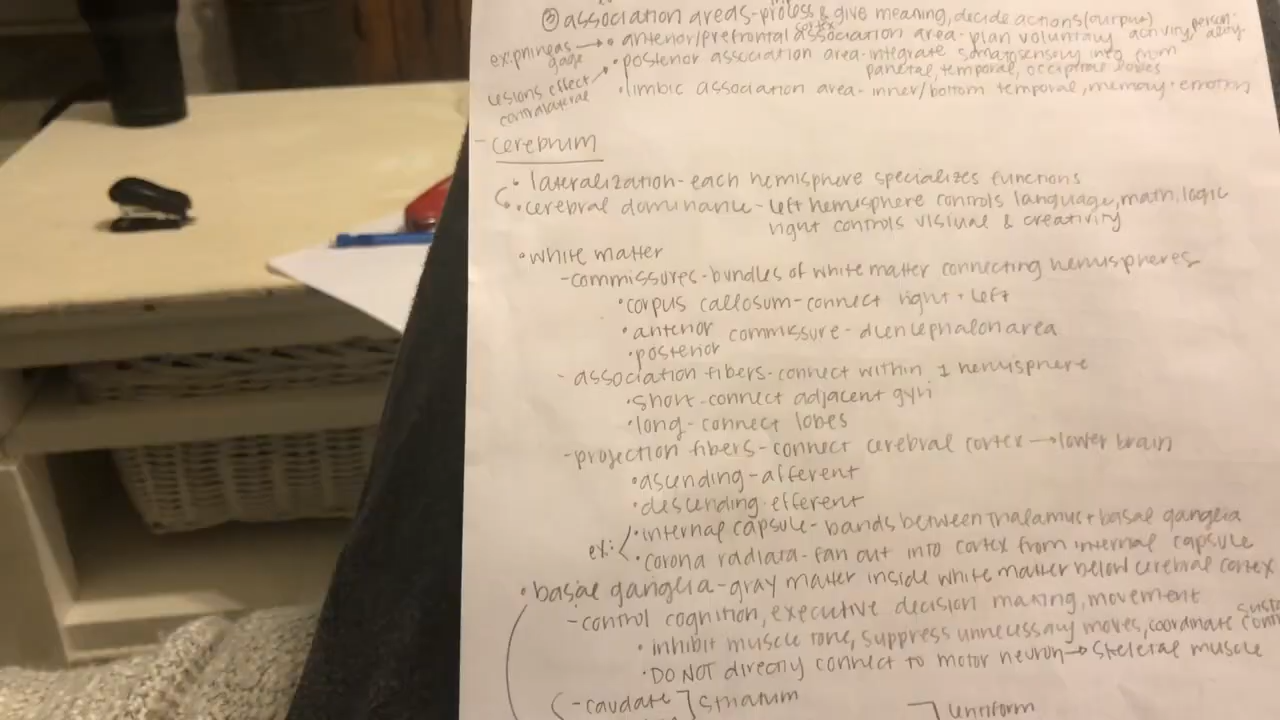 ③ association areas-process & give meaning, decide actions (output)
ex: phineas gage → • anterior/prefrontal cortex association area-plan voluntary activity, personality
• posterior association area-integrate somatosensory info from
parietal, temporal, occipital lobes
lesions effect contralateral
• limbic association area-inner/bottom temporal, memory + emotion
- cerebrum
• lateralization-each hemisphere specializes functions
• cerebral dominance-left hemisphere controls language, math, logic
right controls visiual & creativity
• white matter
-commissures-bundles of white matter connecting hemispheres
• corpus callosum-connect right + left
• anterior commissure-diencephalon area
• posterior
- association fibers-connect within 1 hemisphere
• short-connect adjacent gyri
• long-connect lobes
-projection fibers-connect cerebral cortex → lower brain
• ascending-afferent
• descending-efferent
ex: • internal capsule-bands between thalamus + basal ganglia
• corona radiata-fan out into cortex from internal capsule
• basal ganglia-gray matter inside white matter below cerebral cortex
-control cognition, executive decision making, movement
• inhibit muscle tone, suppress unnecessary moves, coordinate
• DO NOT directly connect to motor neuron → skeletal muscle
-caudate ] striatum
] lentiform